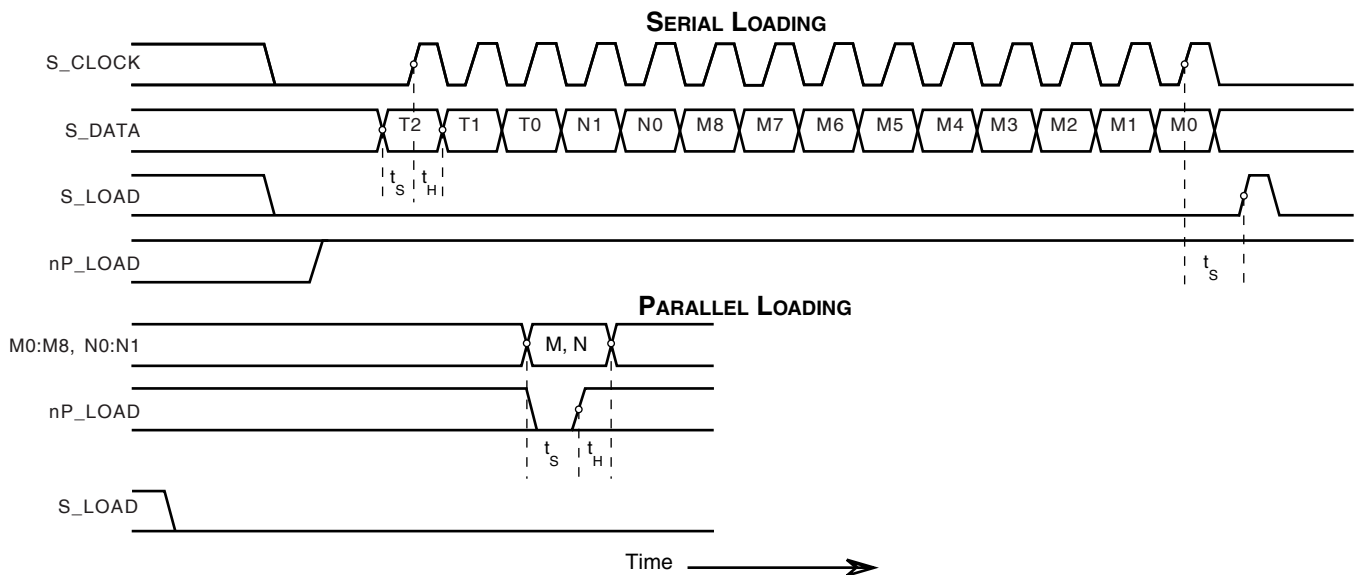 SERIAL LOADING
S_CLOCK
S_DATA T2 T1 T0 N1 N0 M8 M7 M6 M5 M4 M3 M2 M1 M0
tS tH
S_LOAD
nP_LOAD
tS
PARALLEL LOADING
M0:M8, N0:N1 M, N
nP_LOAD
tS tH
S_LOAD
Time